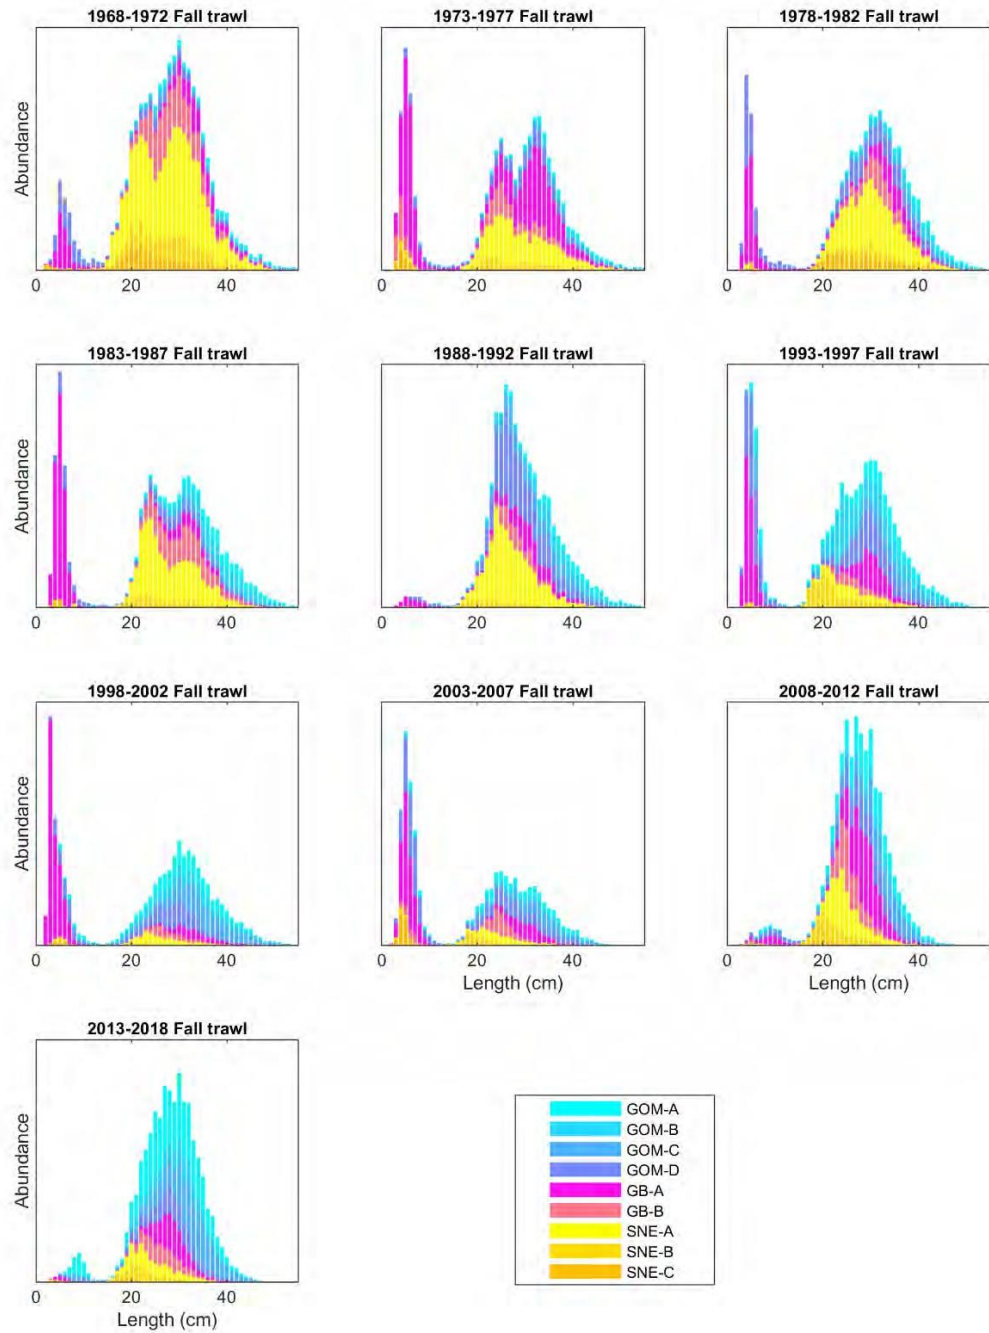 1968-1972 Fall trawl
1973-1977 Fall trawl
1978-1982 Fall trawl
Abundance
0 20 40
0 20 40
0 20 40
1983-1987 Fall trawl
1988-1992 Fall trawl
1993-1997 Fall trawl
Abundance
0 20 40
0 20 40
0 20 40
1998-2002 Fall trawl
2003-2007 Fall trawl
2008-2012 Fall trawl
Abundance
0 20 40
0 20 40
0 20 40
Length (cm)
Length (cm)
2013-2018 Fall trawl
Abundance
0 20 40
Length (cm)
GOM-A
GOM-B
GOM-C
GOM-D
GB-A
GB-B
SNE-A
SNE-B
SNE-C